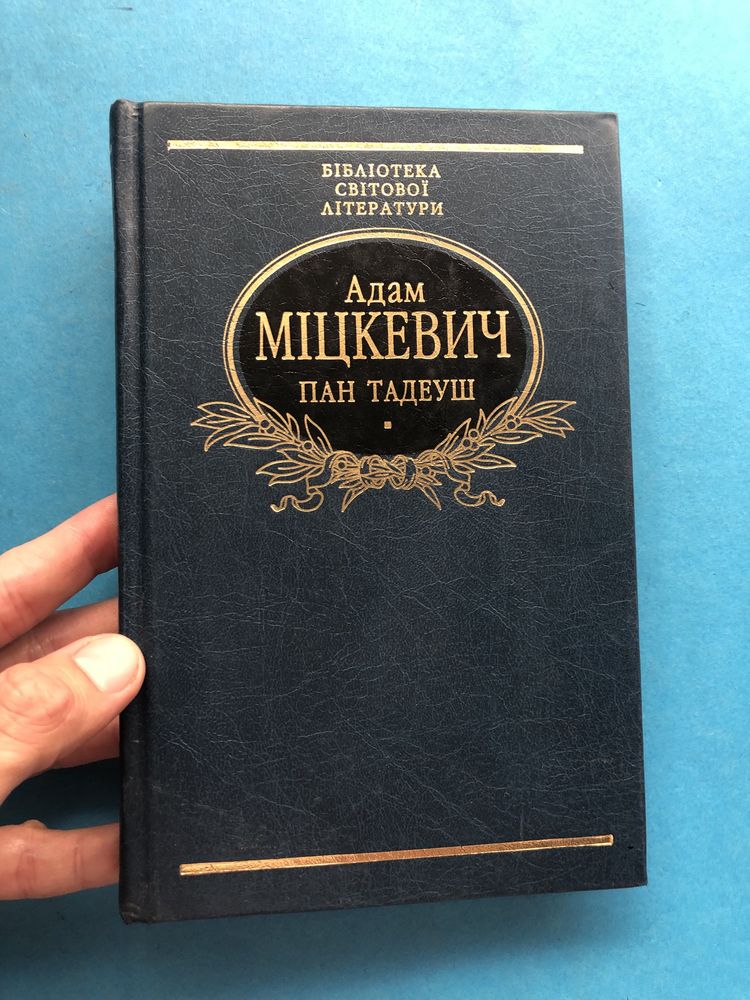 БІБЛІОТЕКА
СВІТОВОЇ
ЛІТЕРАТУРИ
Адам
МІЦКЕВИЧ
ПАН ТАДЕУШ